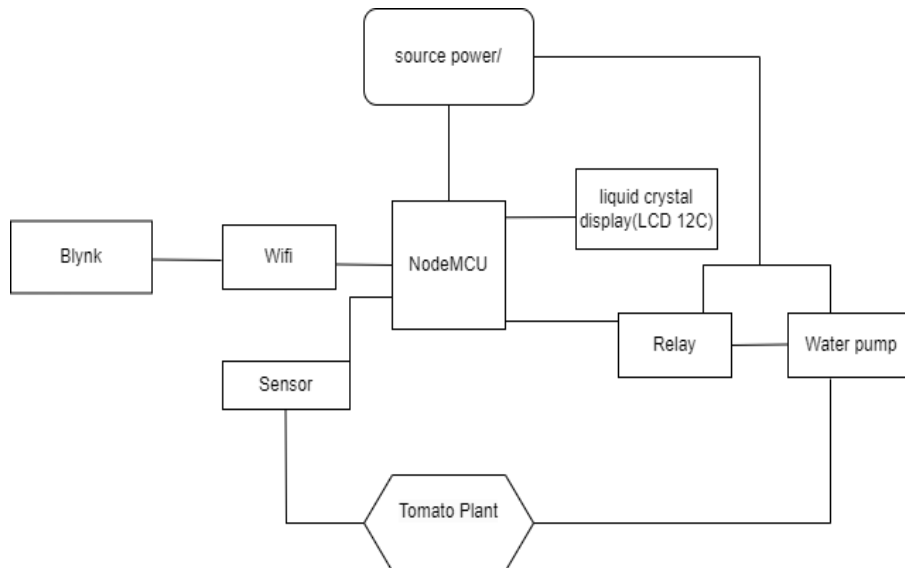 source power/
liquid crystal
display(LCD 12C)
Blynk
Wifi
NodeMCU
Relay
Water pump
Sensor
Tomato Plant